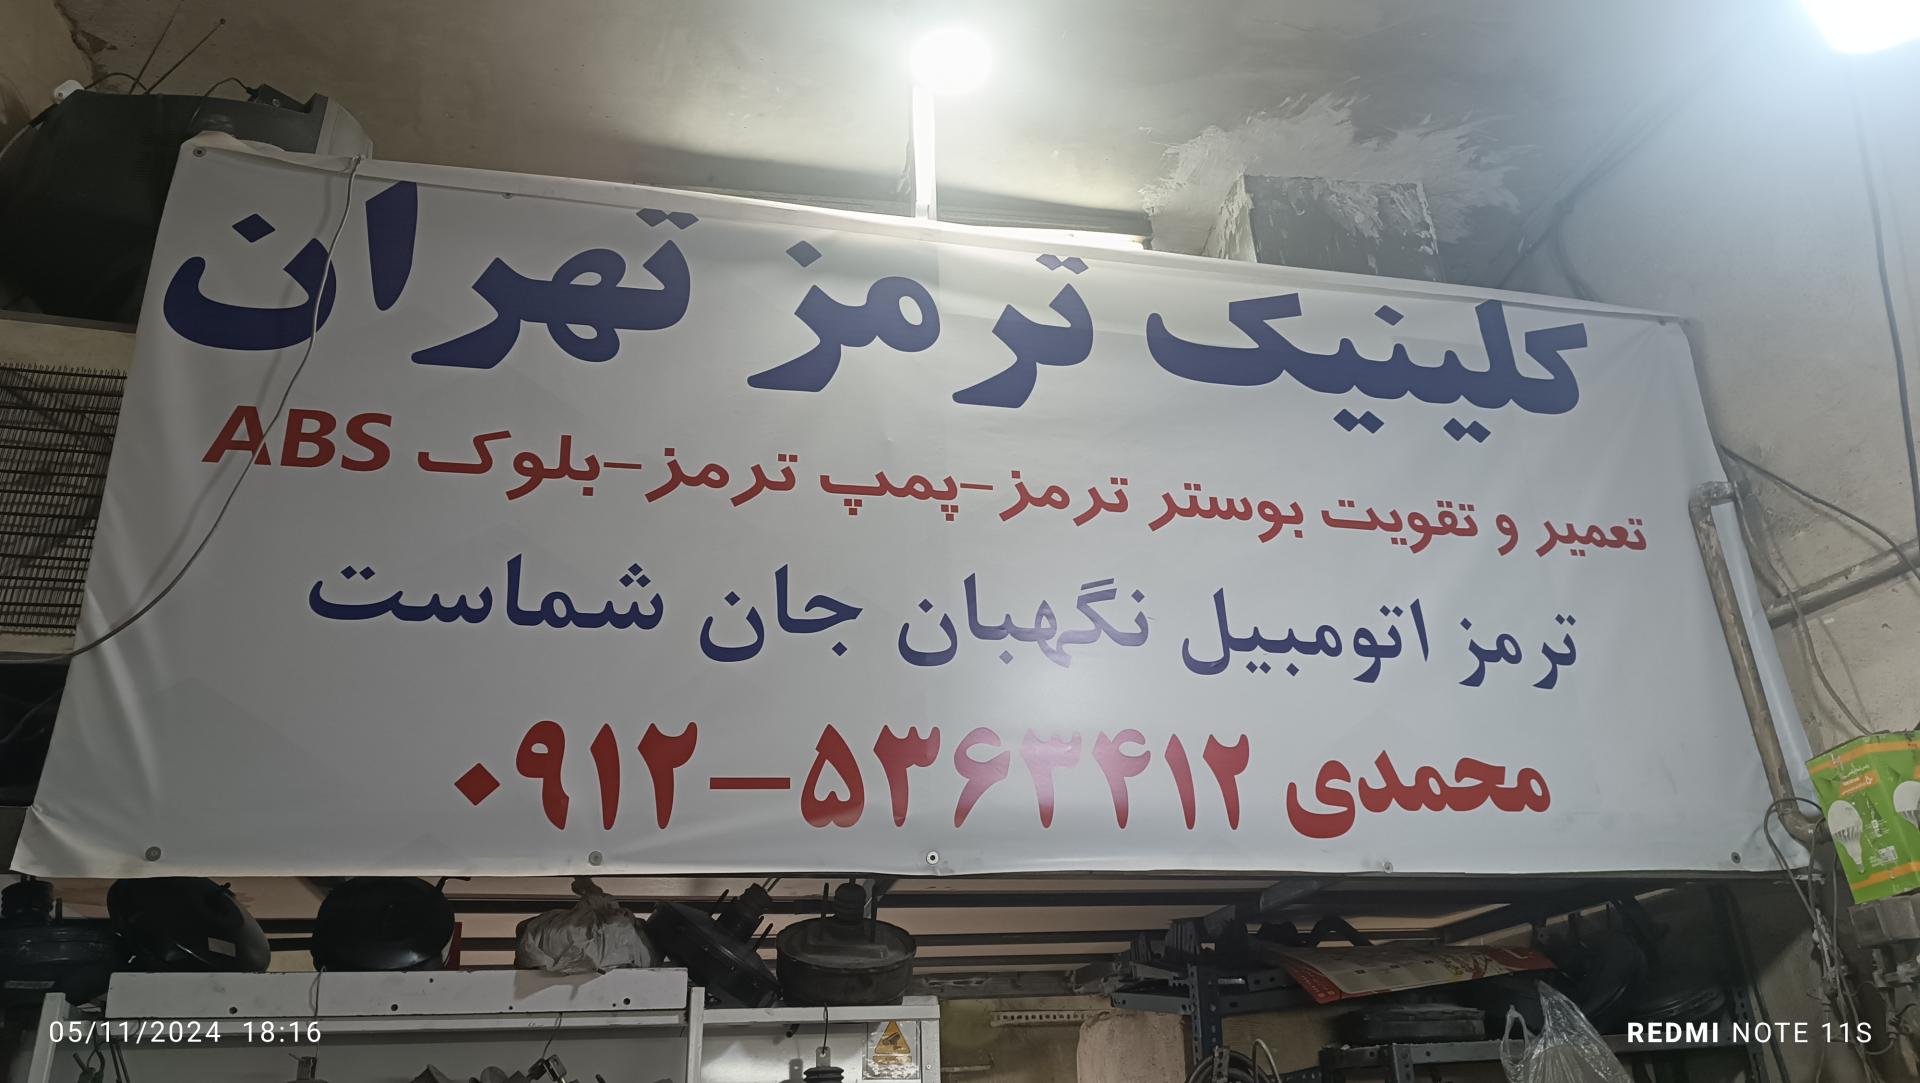 کلینیک ترمز تهران
تعمیر و تقویت بوستر ترمز-پمپ ترمز-بلوک ABS
ترمز اتومبیل نگهبان جان شماست
محمدی ۰۹۱۲-۵۳۶۳۴۱۲
05/11/2024 18:16
REDMI NOTE 11S